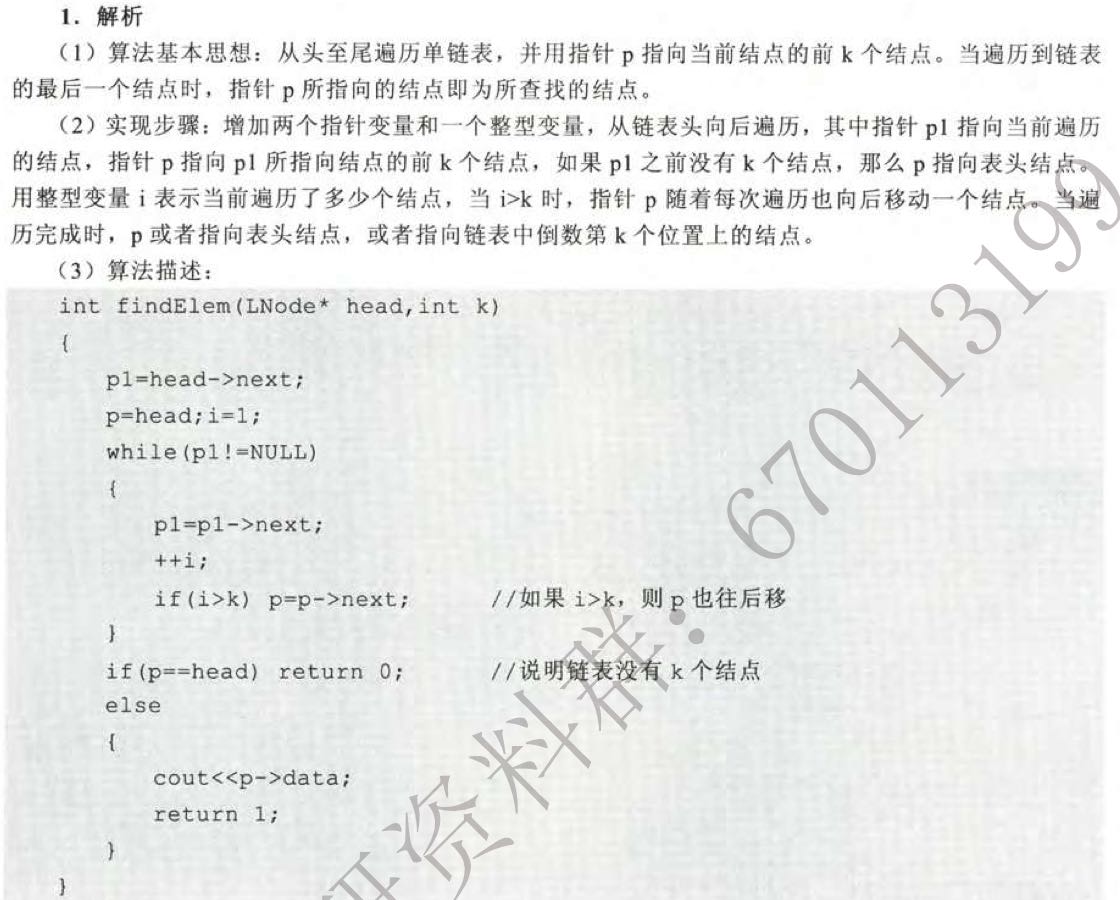 1．解析
（1）算法基本思想：从头至尾遍历单链表，并用指针 p 指向当前结点的前 k 个结点。当遍历到链表
的最后一个结点时，指针 p 所指向的结点即为所查找的结点。
（2）实现步骤：增加两个指针变量和一个整型变量，从链表头向后遍历，其中指针 p1 指向当前遍历
的结点，指针 p 指向 p1 所指向结点的前 k 个结点，如果 p1 之前没有 k 个结点，那么 p 指向表头结点。
用整型变量 i 表示当前遍历了多少个结点，当 i>k 时，指针 p 随着每次遍历也向后移动一个结点。当遍
历完成时，p 或者指向表头结点，或者指向链表中倒数第 k 个位置上的结点。
（3）算法描述：
int findElem(LNode* head,int k)
{
p1=head->next;
p=head;i=1;
while(p1!=NULL)
{
p1=p1->next;
++i;
if(i>k) p=p->next; //如果 i>k，则 p 也往后移
}
if(p==head) return 0; //说明链表没有 k 个结点
else
{
cout<<p->data;
return 1;
}
}
研资料群：670113199